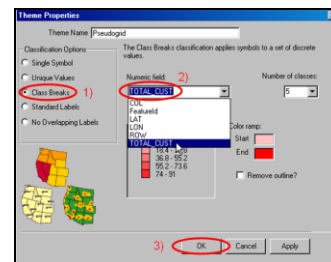 Theme Properties
Theme Name: Pseudogrid
Classification Options
Single Symbol
Unique Values
Class Breaks 1)
Standard Labels
No Overlapping Labels
The Class Breaks classification applies symbols to a set of discrete
values.
Numeric field: 2)
TOTAL_CUST
COL
FeatureId
LAT
LON
ROW
TOTAL_CUST
36.8 - 55.2
55.2 - 73.6
74 - 91
Number of classes:
5
Color ramp:
Start
End
Remove outline?
3) OK
Cancel
Apply